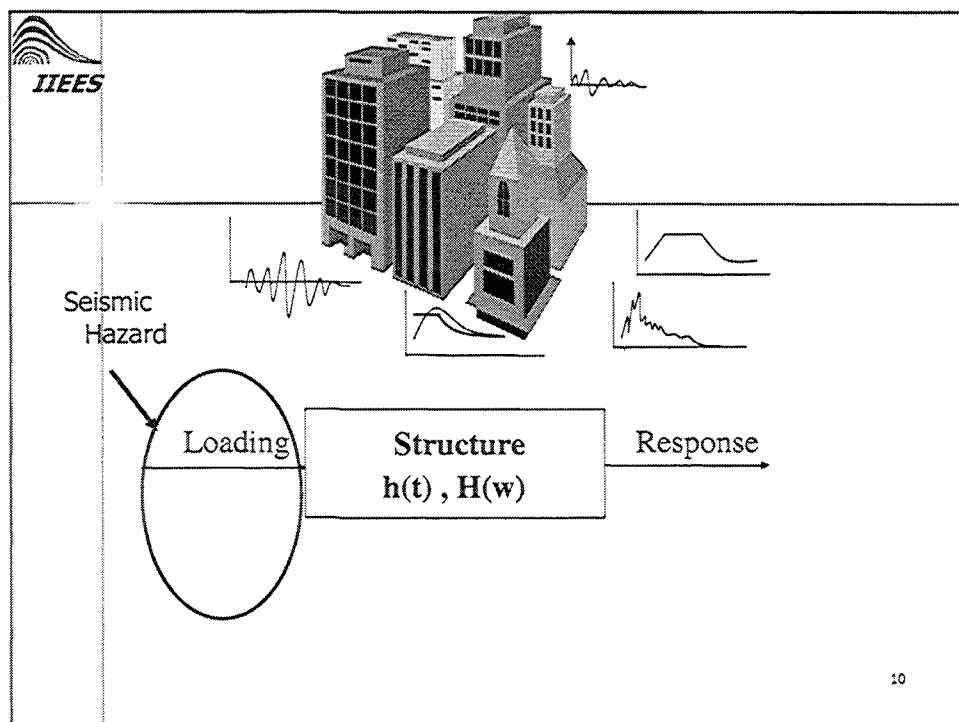 IIEES
Seismic
Hazard
Loading
Structure
h(t) , H(w)
Response
10